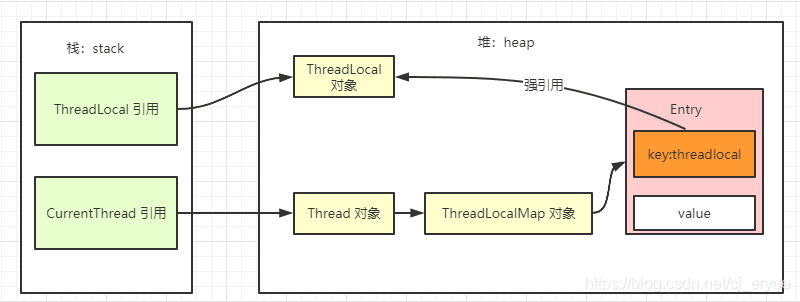 栈：stack
堆：heap
ThreadLocal 引用
ThreadLocal
对象
强引用
Entry
key:threadlocal
value
CurrentThread 引用
Thread 对象
ThreadLocalMap 对象
https://blog.csdn.net/cj_eryue